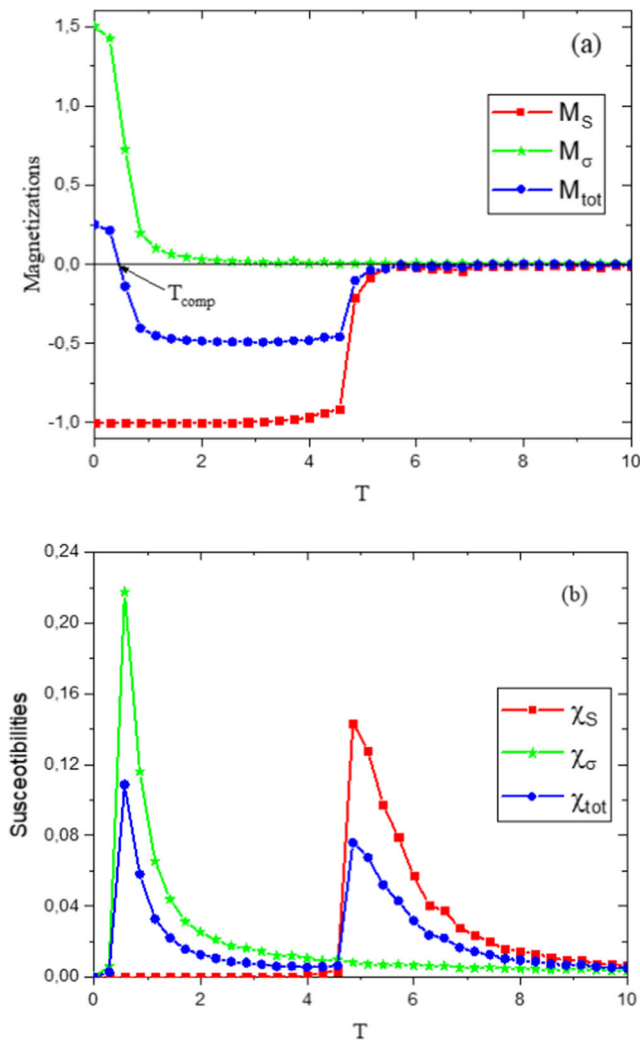 (a)
1,5
1,0
0,5
0,0
-0,5
-1,0
Magnetizations
M_S
M_σ
M_tot
T_comp
0 2 4 6 8 10
T
(b)
0,24
0,20
0,16
0,12
0,08
0,04
0,00
Susceotibilities
χ_S
χ_σ
χ_tot
0 2 4 6 8 10
T